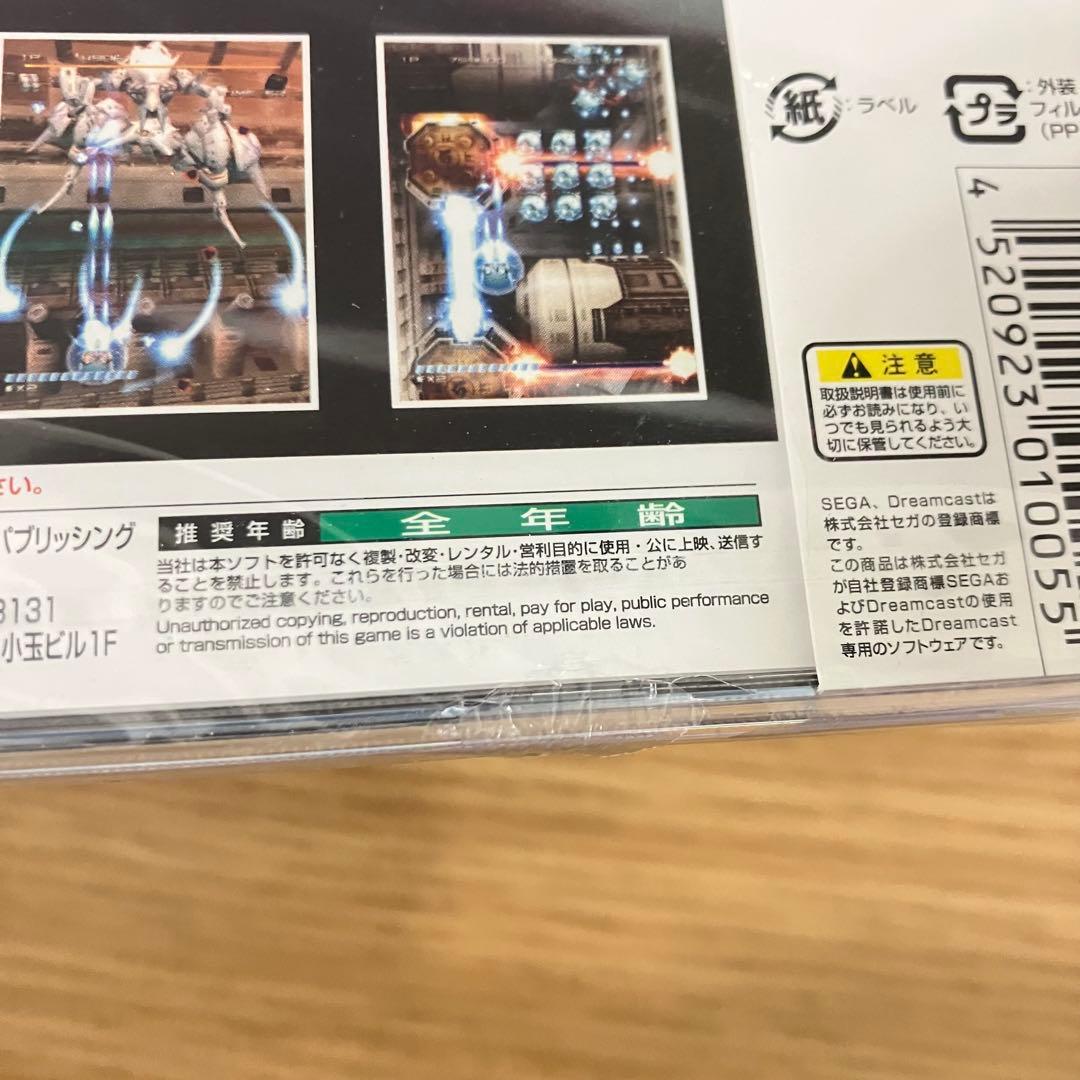 1P
EX2
1P
EX2
紙
:ラベル
プラ
:外装
フィル
(PP
4 520923 010055
注意
取扱説明書は使用前に
必ずお読みになり、い
つでも見られるよう大
切に保管してください。
SEGA、Dreamcastは
株式会社セガの登録商標
です。
この商品は株式会社セガ
が自社登録商標SEGAお
よびDreamcastの使用
を許諾したDreamcast
専用のソフトウェアです。
さい。
パブリッシング
3131
小玉ビル1F
推奨年齢 全年齢
当社は本ソフトを許可なく複製・改変・レンタル・営利目的に使用・公に上映、送信す
ることを禁止します。これらを行った場合には法的措置を取ることがあ
りますのでご注意ください。
Unauthorized copying, reproduction, rental, pay for play, public performance
or transmission of this game is a violation of applicable laws.